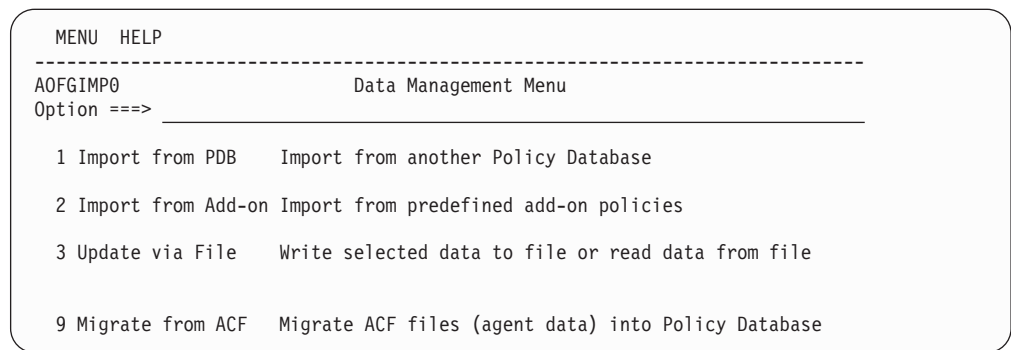 MENU HELP
--------------------------------------------------------------------------------
AOFGIMP0 Data Management Menu
Option ===>
1 Import from PDB Import from another Policy Database
2 Import from Add-on Import from predefined add-on policies
3 Update via File Write selected data to file or read data from file
9 Migrate from ACF Migrate ACF files (agent data) into Policy Database